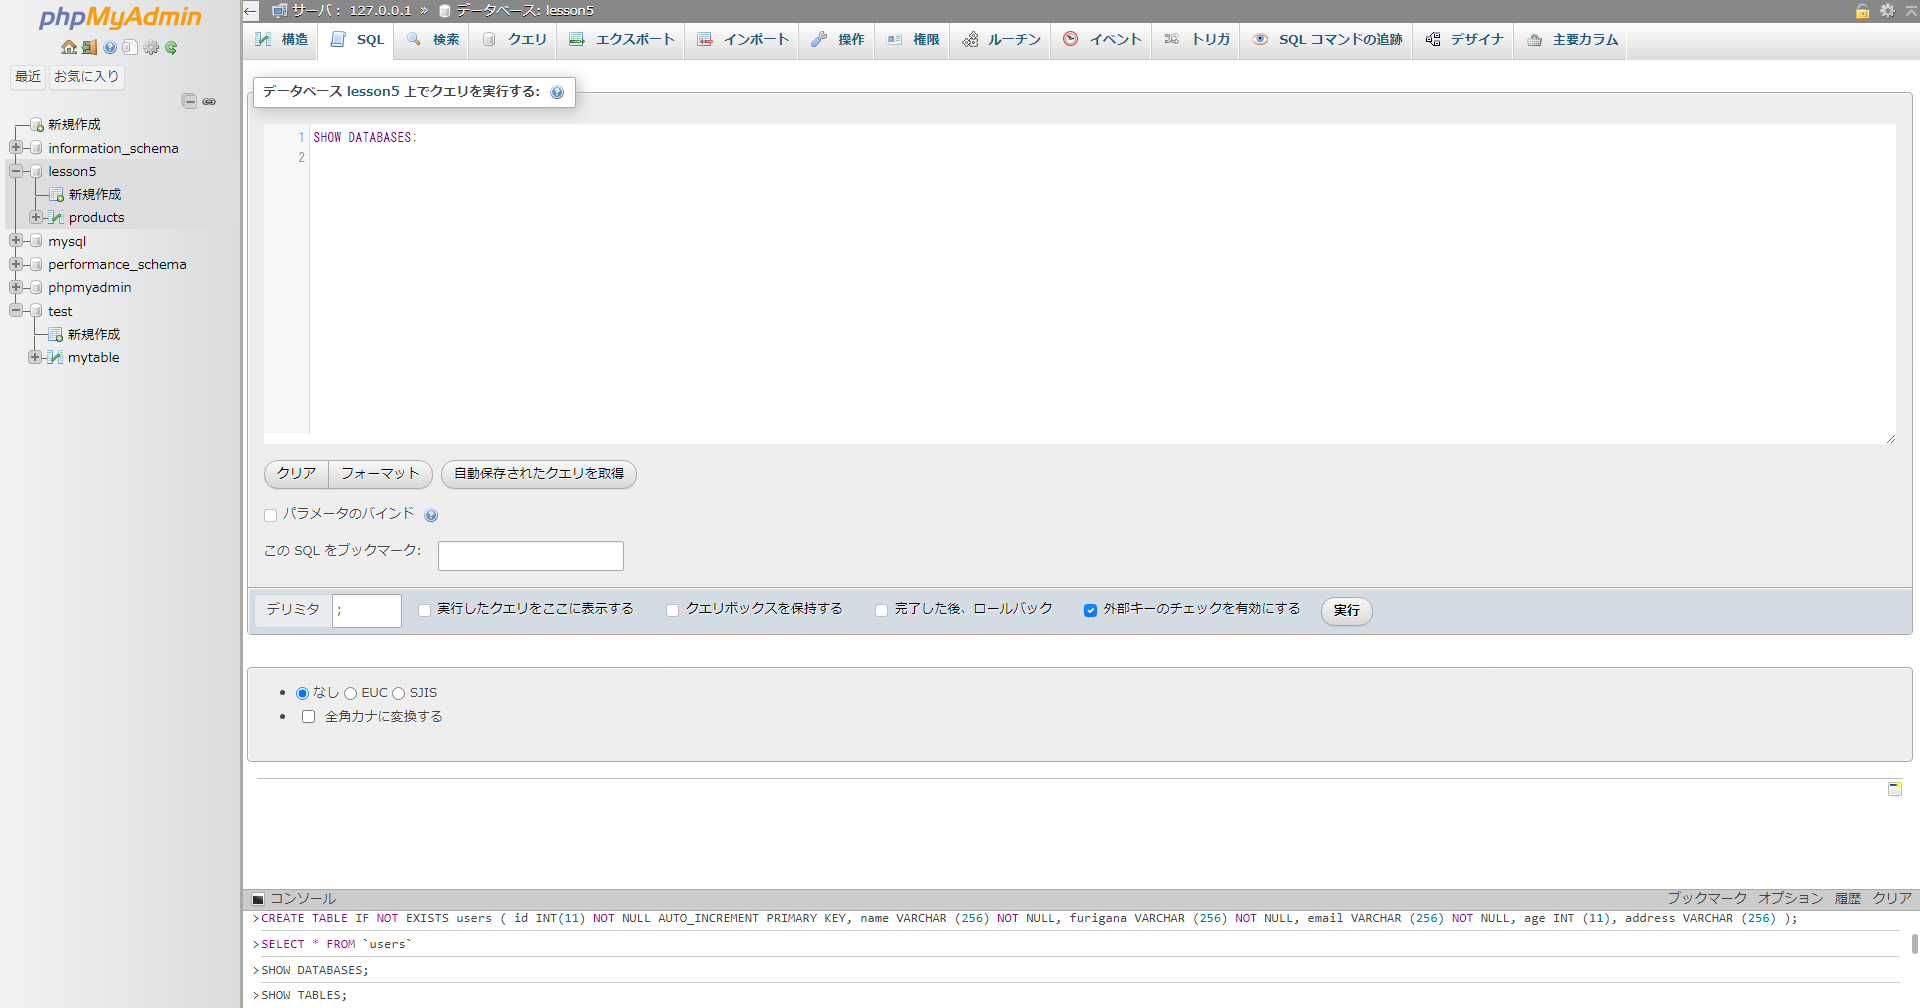 phpMyAdmin
最近 お気に入り
新規作成
information_schema
lesson5
新規作成
products
mysql
performance_schema
phpmyadmin
test
新規作成
mytable
サーバ： 127.0.0.1 » データベース: lesson5
構造 SQL 検索 クエリ エクスポート インポート 操作 権限 ルーチン イベント トリガ SQL コマンドの追跡 デザイナ 主要カラム
データベース lesson5 上でクエリを実行する:
1 SHOW DATABASES:
2
クリア フォーマット 自動保存されたクエリを取得
パラメータのバインド
この SQL をブックマーク:
デリミタ ; 実行したクエリをここに表示する クエリボックスを保持する 完了した後、ロールバック 外部キーのチェックを有効にする 実行
なし EUC SJIS
全角カナに変換する
コンソール ブックマーク オプション 履歴 クリア
>CREATE TABLE IF NOT EXISTS users ( id INT(11) NOT NULL AUTO_INCREMENT PRIMARY KEY, name VARCHAR (256) NOT NULL, furigana VARCHAR (256) NOT NULL, email VARCHAR (256) NOT NULL, age INT (11), address VARCHAR (256) );
>SELECT * FROM `users`
>SHOW DATABASES;
>SHOW TABLES;